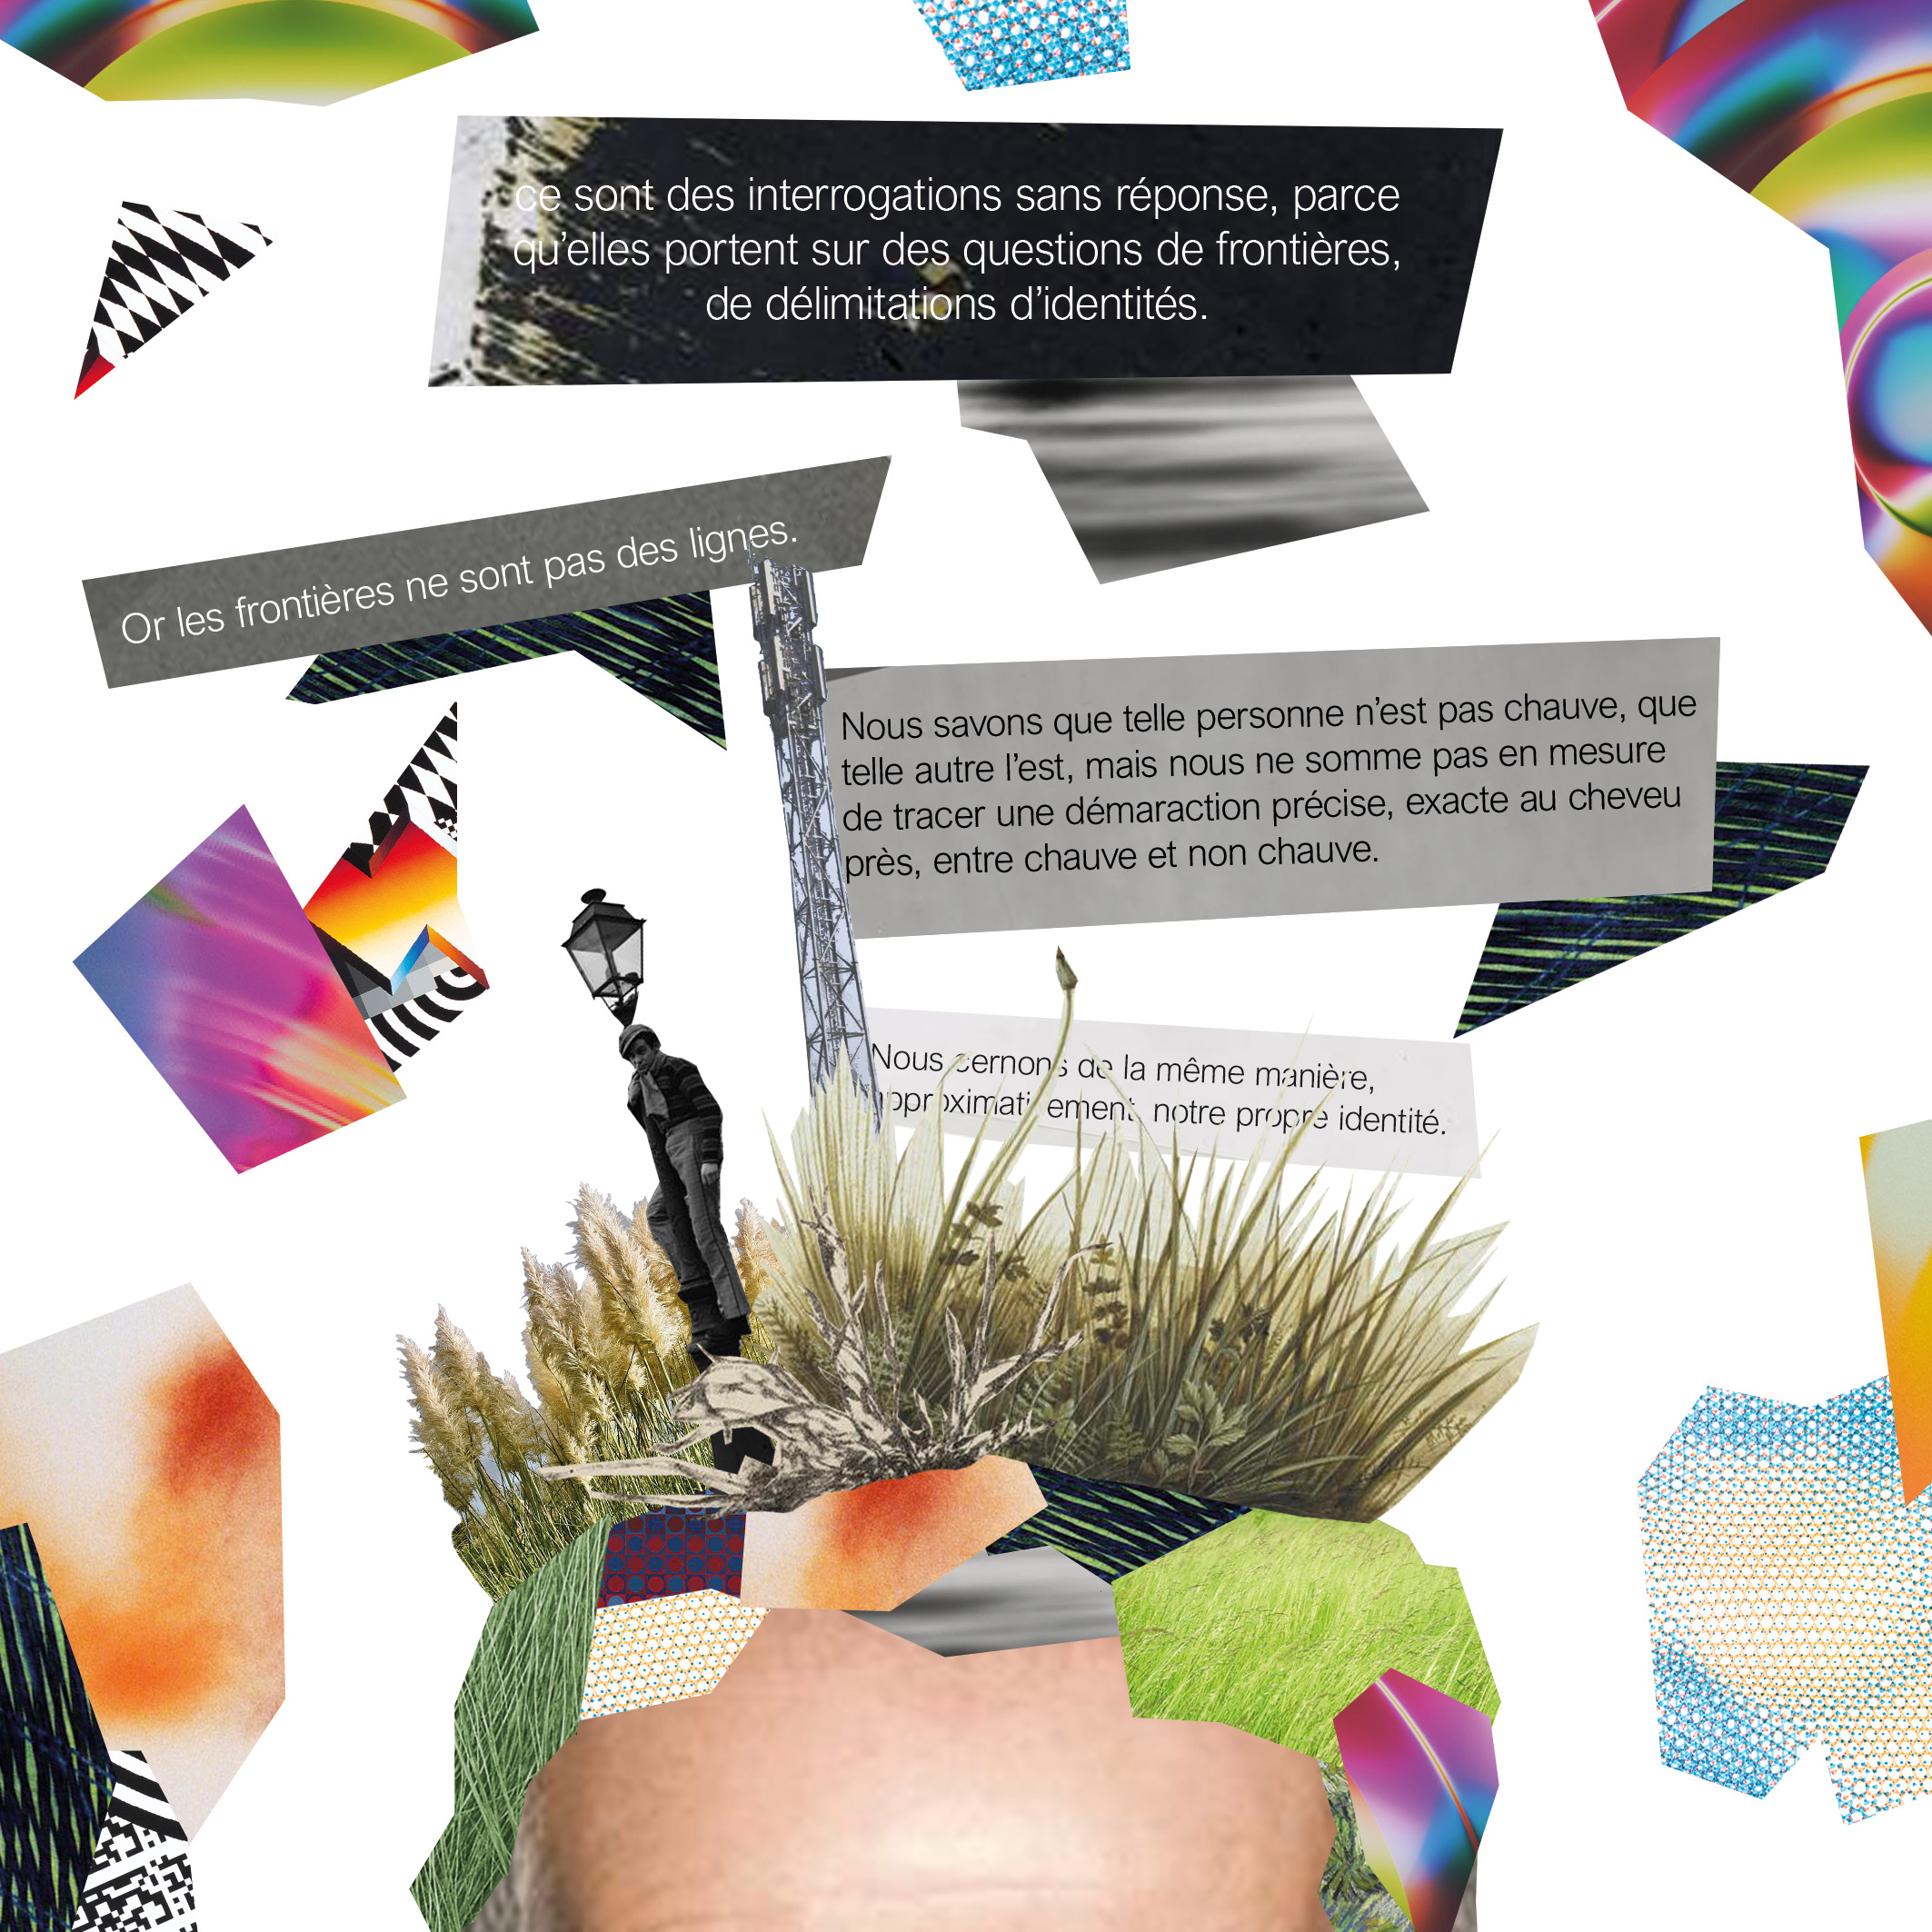 ce sont des interrogations sans réponse, parce
qu’elles portent sur des questions de frontières,
de délimitations d’identités.
Or les frontières ne sont pas des lignes.
Nous savons que telle personne n’est pas chauve, que
telle autre l’est, mais nous ne somme pas en mesure
de tracer une démaraction précise, exacte au cheveu
près, entre chauve et non chauve.
Nous cernons de la même manière,
approximativement, notre propre identité.